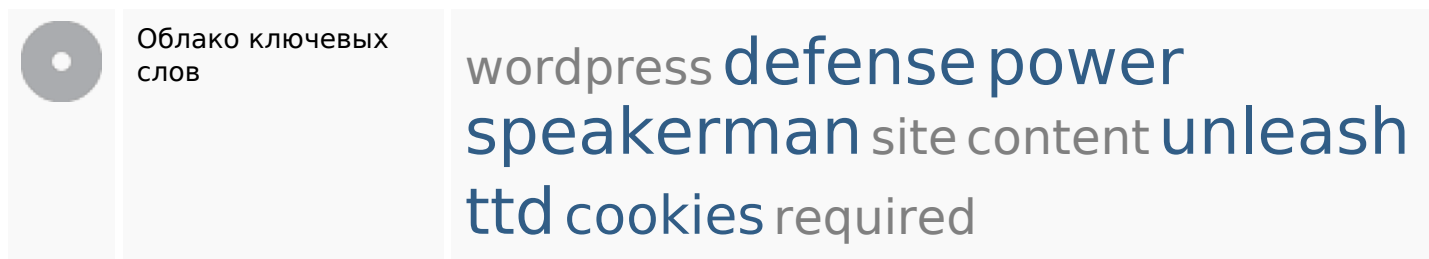 Облако ключевых
слов
wordpress defense power
speakerman site content unleash
ttd cookies required